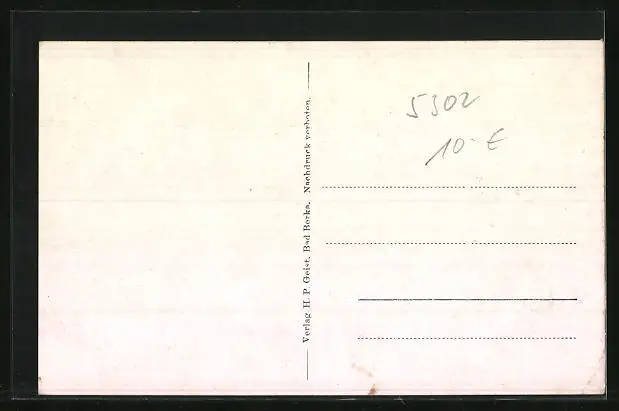 Verlag H. P. Geist, Bad Berka. Nachdruck verboten.
5302
10.- €